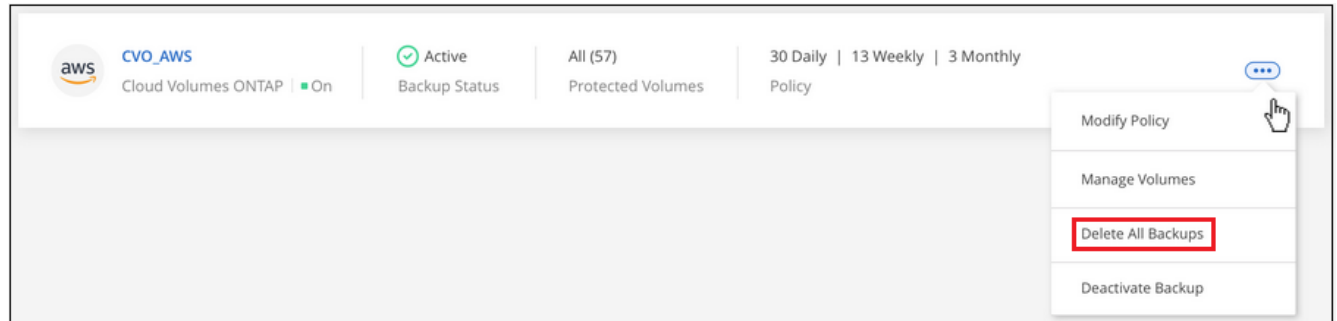 aws
CVO_AWS
Cloud Volumes ONTAP | On
Active
Backup Status
All (57)
Protected Volumes
30 Daily | 13 Weekly | 3 Monthly
Policy
Modify Policy
Manage Volumes
Delete All Backups
Deactivate Backup